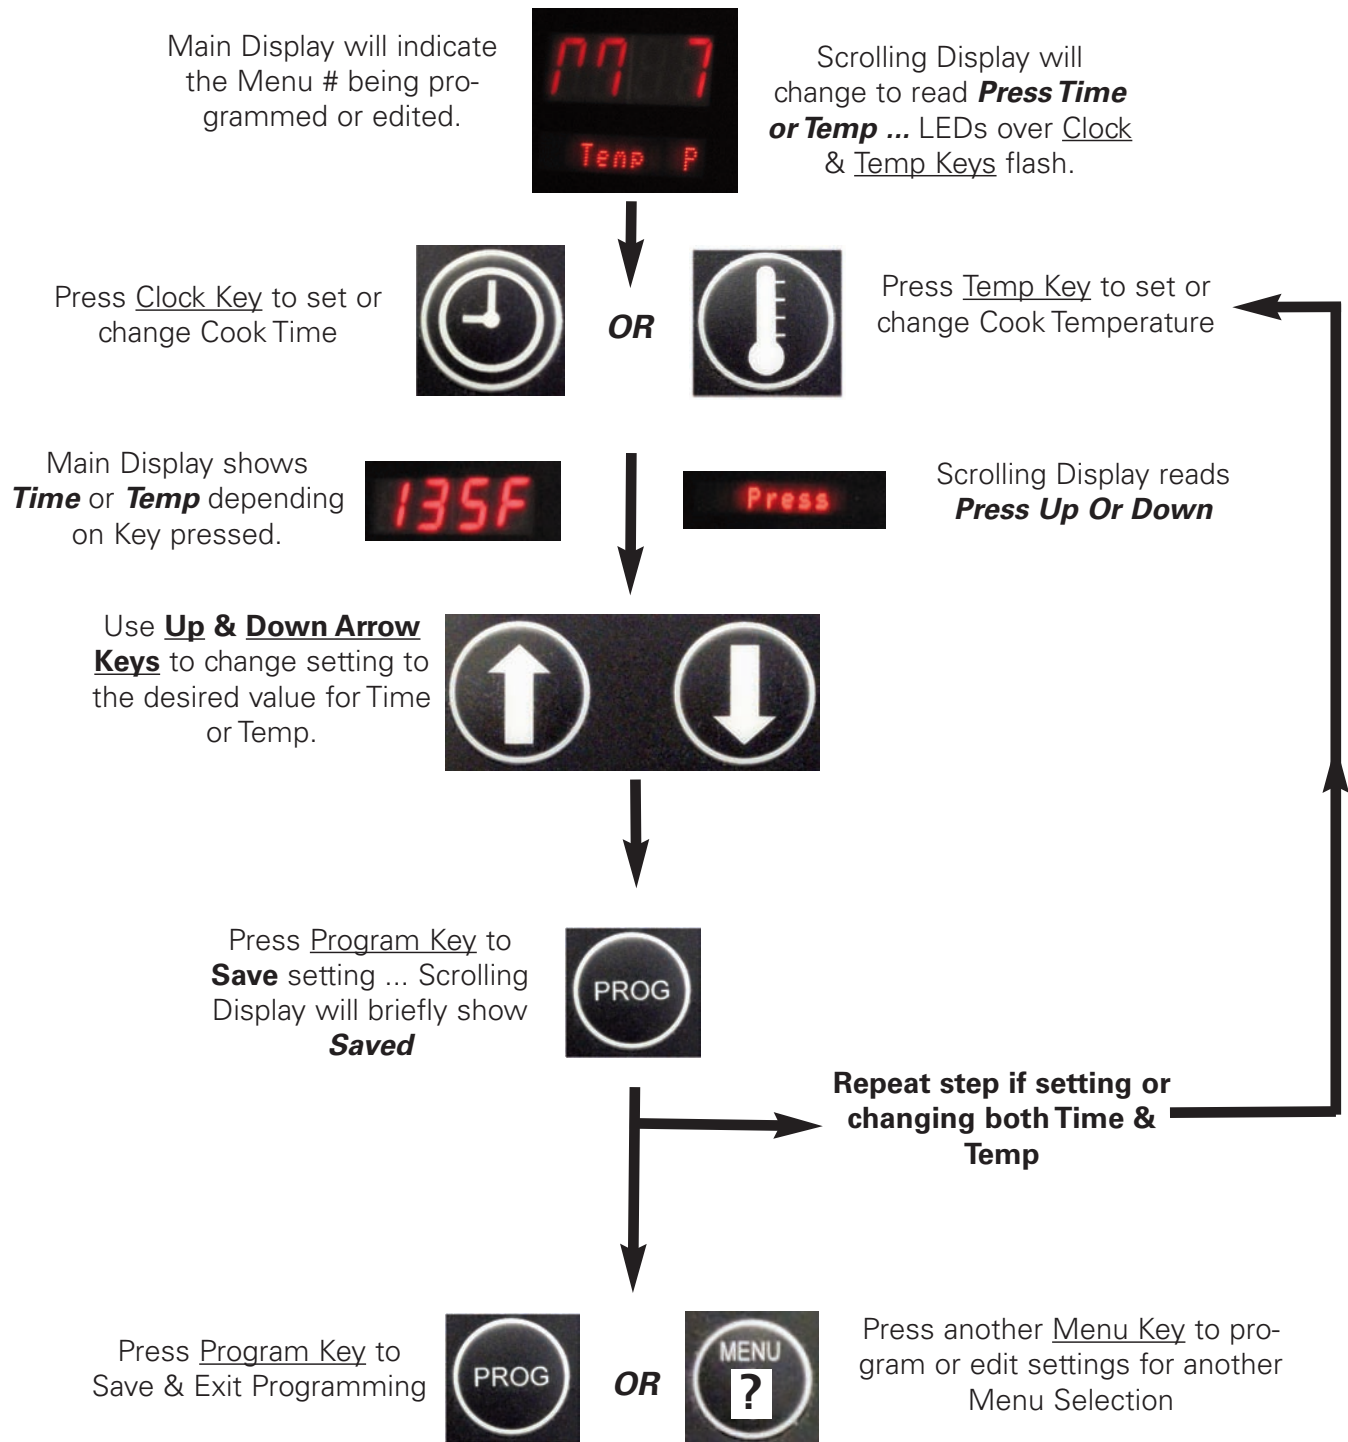 Main Display will indicate
the Menu # being pro-
grammed or edited.
M 7
Temp P
Scrolling Display will
change to read Press Time
or Temp ... LEDs over Clock
& Temp Keys flash.
Press Clock Key to set or
change Cook Time
OR
Press Temp Key to set or
change Cook Temperature
Main Display shows
Time or Temp depending
on Key pressed.
135F
Press
Scrolling Display reads
Press Up Or Down
Use Up & Down Arrow
Keys to change setting to
the desired value for Time
or Temp.
Press Program Key to
Save setting ... Scrolling
Display will briefly show
Saved
PROG
Repeat step if setting or
changing both Time &
Temp
Press Program Key to
Save & Exit Programming
PROG
OR
MENU
?
Press another Menu Key to pro-
gram or edit settings for another
Menu Selection